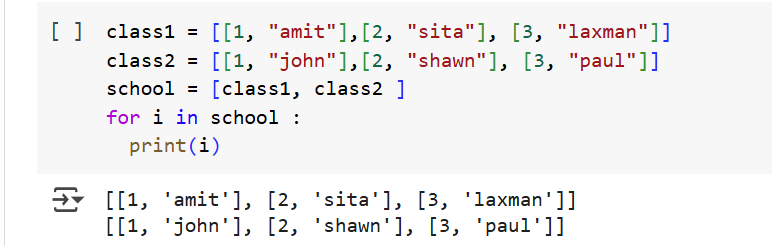 [ ] class1 = [[1, "amit"],[2, "sita"], [3, "laxman"]]
class2 = [[1, "john"],[2, "shawn"], [3, "paul"]]
school = [class1, class2 ]
for i in school :
  print(i)
[[1, 'amit'], [2, 'sita'], [3, 'laxman']]
[[1, 'john'], [2, 'shawn'], [3, 'paul']]